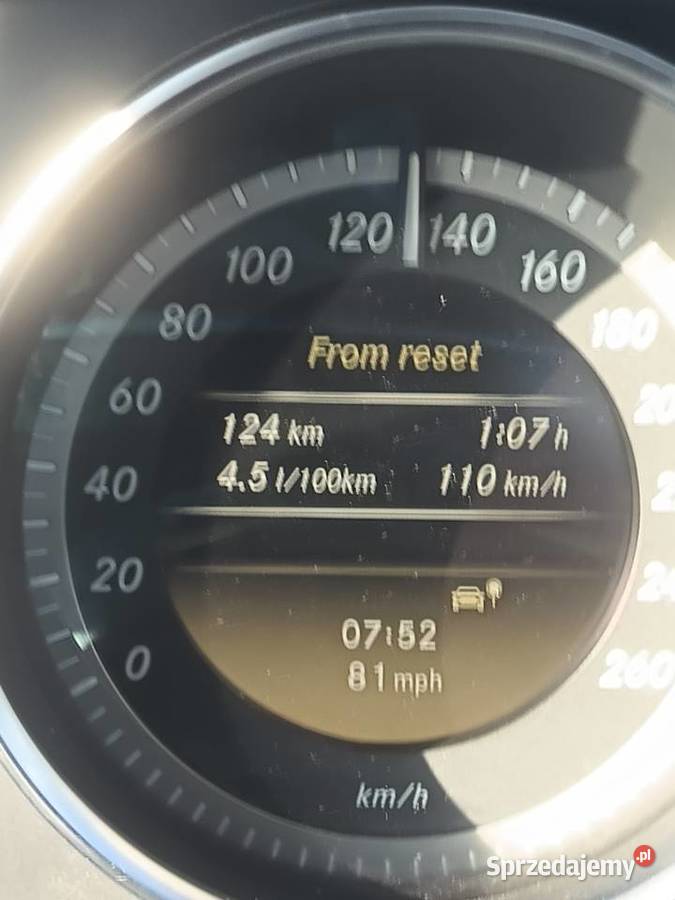 120 140
100 160
80 180
From reset
60
124 km 1:07 h
4.5 l/100km 110 km/h
40
20
07:52
81 mph
0 260
km/h
Sprzedajemy.pl